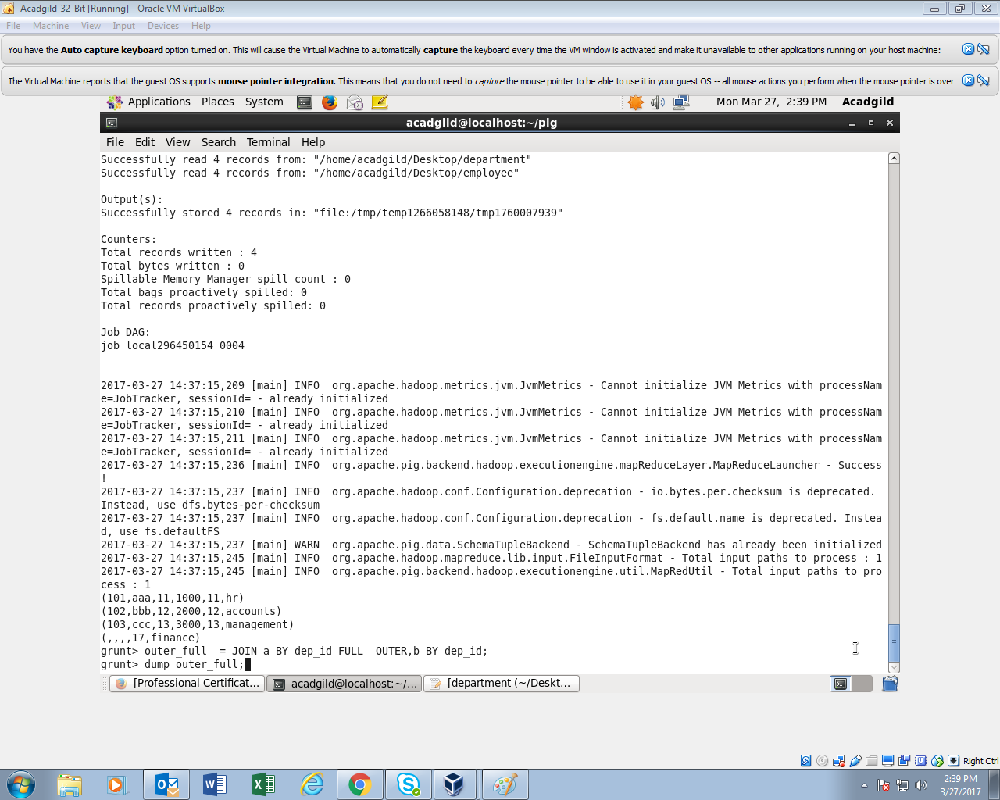 Acadgild_32_Bit [Running] - Oracle VM VirtualBox
File Machine View Input Devices Help
You have the Auto capture keyboard option turned on. This will cause the Virtual Machine to automatically capture the keyboard every time the VM window is activated and make it unavailable to other applications running on your host machine:
The Virtual Machine reports that the guest OS supports mouse pointer integration. This means that you do not need to capture the mouse pointer to be able to use it in your guest OS -- all mouse actions you perform when the mouse pointer is over
Applications Places System Mon Mar 27, 2:39 PM Acadgild
acadgild@localhost:~/pig
File Edit View Search Terminal Help
Successfully read 4 records from: "/home/acadgild/Desktop/department"
Successfully read 4 records from: "/home/acadgild/Desktop/employee"
Output(s):
Successfully stored 4 records in: "file:/tmp/temp1266058148/tmp1760007939"
Counters:
Total records written : 4
Total bytes written : 0
Spillable Memory Manager spill count : 0
Total bags proactively spilled: 0
Total records proactively spilled: 0
Job DAG:
job_local296450154_0004
2017-03-27 14:37:15,209 [main] INFO  org.apache.hadoop.metrics.jvm.JvmMetrics - Cannot initialize JVM Metrics with processNam
e=JobTracker, sessionId= - already initialized
2017-03-27 14:37:15,210 [main] INFO  org.apache.hadoop.metrics.jvm.JvmMetrics - Cannot initialize JVM Metrics with processNam
e=JobTracker, sessionId= - already initialized
2017-03-27 14:37:15,211 [main] INFO  org.apache.hadoop.metrics.jvm.JvmMetrics - Cannot initialize JVM Metrics with processNam
e=JobTracker, sessionId= - already initialized
2017-03-27 14:37:15,236 [main] INFO  org.apache.pig.backend.hadoop.executionengine.mapReduceLayer.MapReduceLauncher - Success
!
2017-03-27 14:37:15,237 [main] INFO  org.apache.hadoop.conf.Configuration.deprecation - io.bytes.per.checksum is deprecated.
Instead, use dfs.bytes-per-checksum
2017-03-27 14:37:15,237 [main] INFO  org.apache.hadoop.conf.Configuration.deprecation - fs.default.name is deprecated. Instea
d, use fs.defaultFS
2017-03-27 14:37:15,237 [main] WARN  org.apache.pig.data.SchemaTupleBackend - SchemaTupleBackend has already been initialized
2017-03-27 14:37:15,245 [main] INFO  org.apache.hadoop.mapreduce.lib.input.FileInputFormat - Total input paths to process : 1
2017-03-27 14:37:15,245 [main] INFO  org.apache.pig.backend.hadoop.executionengine.util.MapRedUtil - Total input paths to pro
cess : 1
(101,aaa,11,1000,11,hr)
(102,bbb,12,2000,12,accounts)
(103,ccc,13,3000,13,management)
(,,,,17,finance)
grunt> outer_full  = JOIN a BY dep_id FULL  OUTER,b BY dep_id;
grunt> dump outer_full;
[Professional Certificat... acadgild@localhost:~/... [department (~/Deskt...
Right Ctrl
2:39 PM
3/27/2017